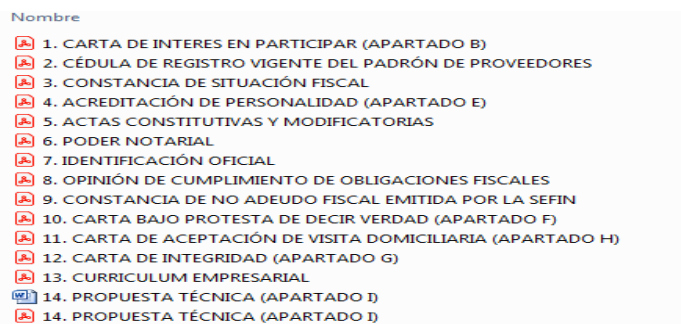 Nombre
1. CARTA DE INTERES EN PARTICIPAR (APARTADO B)
2. CÉDULA DE REGISTRO VIGENTE DEL PADRÓN DE PROVEEDORES
3. CONSTANCIA DE SITUACIÓN FISCAL
4. ACREDITACIÓN DE PERSONALIDAD (APARTADO E)
5. ACTAS CONSTITUTIVAS Y MODIFICATORIAS
6. PODER NOTARIAL
7. IDENTIFICACIÓN OFICIAL
8. OPINIÓN DE CUMPLIMIENTO DE OBLIGACIONES FISCALES
9. CONSTANCIA DE NO ADEUDO FISCAL EMITIDA POR LA SEFIN
10. CARTA BAJO PROTESTA DE DECIR VERDAD (APARTADO F)
11. CARTA DE ACEPTACIÓN DE VISITA DOMICILIARIA (APARTADO H)
12. CARTA DE INTEGRIDAD (APARTADO G)
13. CURRICULUM EMPRESARIAL
14. PROPUESTA TÉCNICA (APARTADO I)
14. PROPUESTA TÉCNICA (APARTADO I)